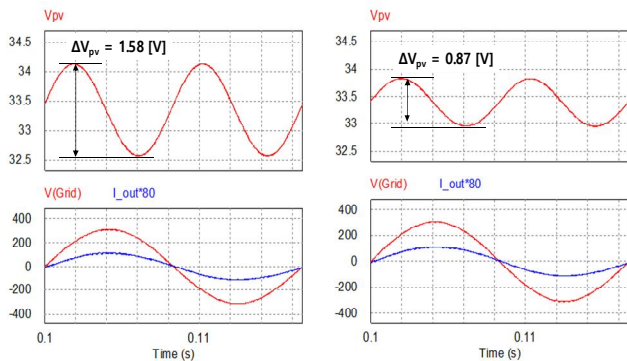 Vpv
34.5
34
33.5
33
32.5
ΔVpv = 1.58 [V]
V(Grid) I_out*80
400
200
0
-200
-400
0.1 0.11
Time (s)
Vpv
34.5
34
33.5
33
32.5
ΔVpv = 0.87 [V]
V(Grid) I_out*80
400
200
0
-200
-400
0.1 0.11
Time (s)